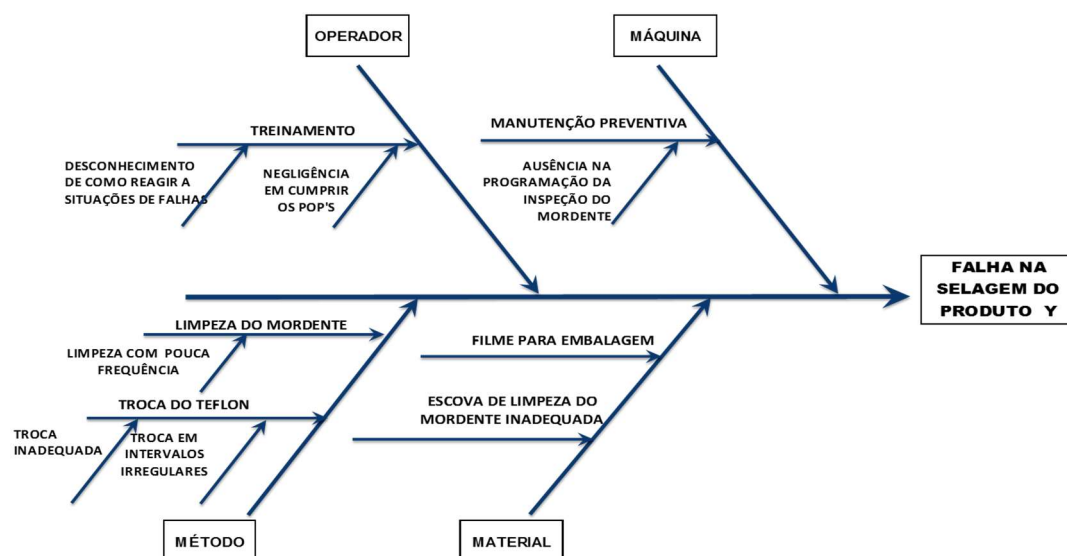 OPERADOR
MÁQUINA
TREINAMENTO
DESCONHECIMENTO
DE COMO REAGIR A
SITUAÇÕES DE FALHAS
NEGLIGÊNCIA
EM CUMPRIR
OS POP'S
MANUTENÇÃO PREVENTIVA
AUSÊNCIA NA
PROGRAMAÇÃO DA
INSPEÇÃO DO
MORDENTE
FALHA NA
SELAGEM DO
PRODUTO Y
LIMPEZA DO MORDENTE
LIMPEZA COM POUCA
FREQUÊNCIA
TROCA DO TEFLON
TROCA
INADEQUADA
TROCA EM
INTERVALOS
IRREGULARES
FILME PARA EMBALAGEM
ESCOVA DE LIMPEZA DO
MORDENTE INADEQUADA
MÉTODO
MATERIAL